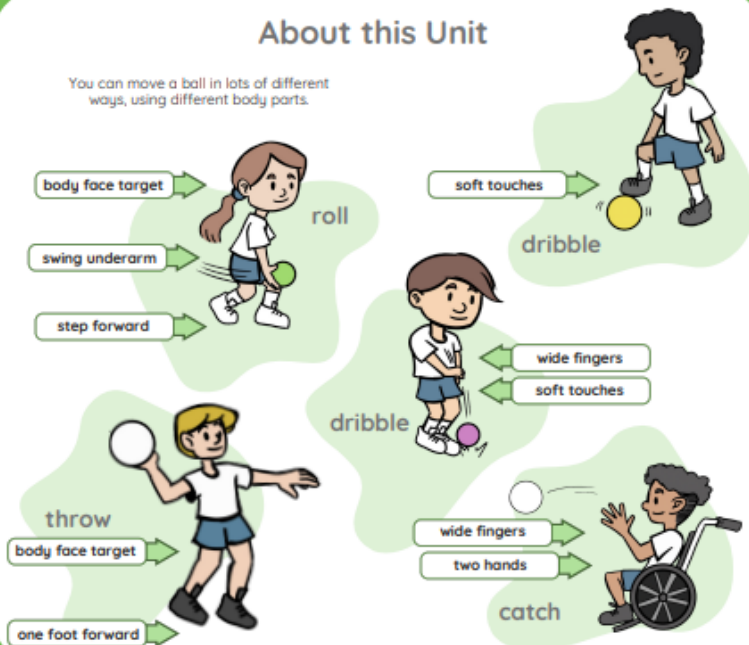 About this Unit
You can move a ball in lots of different
ways, using different body parts.
body face target
roll
swing underarm
step forward
soft touches
dribble
wide fingers
soft touches
dribble
throw
body face target
one foot forward
wide fingers
two hands
catch